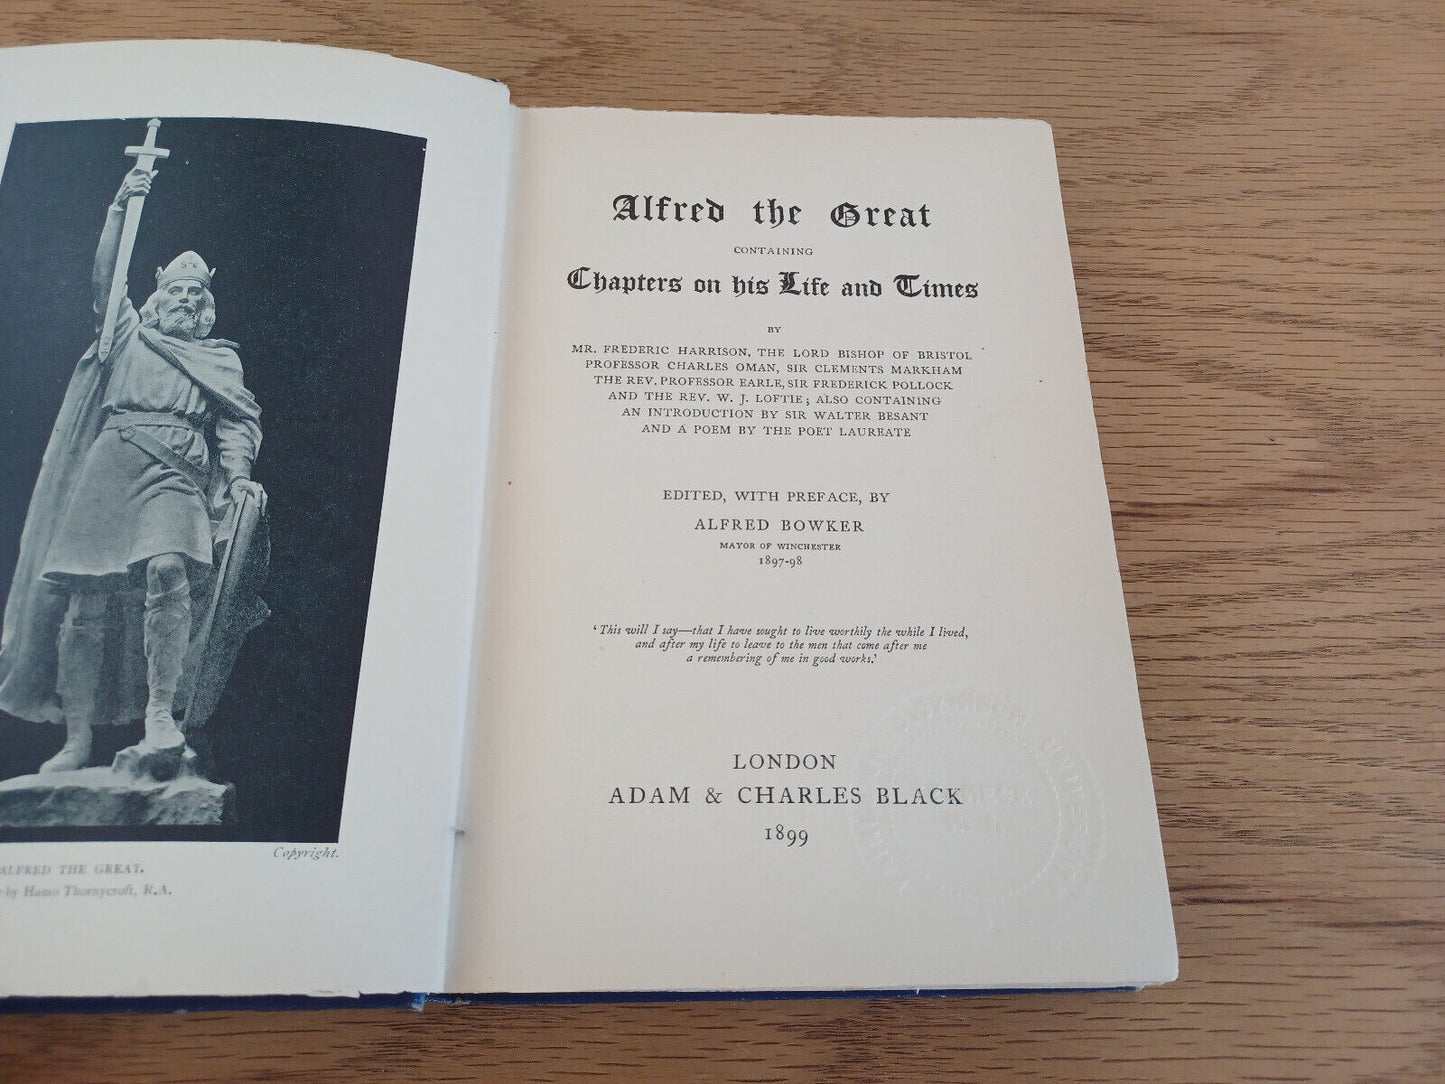 Copyright.
ALFRED THE GREAT.
by Hamo Thornycroft, R.A.
Alfred the Great
CONTAINING
Chapters on his Life and Times
BY
MR. FREDERIC HARRISON, THE LORD BISHOP OF BRISTOL
PROFESSOR CHARLES OMAN, SIR CLEMENTS MARKHAM
THE REV. PROFESSOR EARLE, SIR FREDERICK POLLOCK
AND THE REV. W. J. LOFTIE; ALSO CONTAINING
AN INTRODUCTION BY SIR WALTER BESANT
AND A POEM BY THE POET LAUREATE
EDITED, WITH PREFACE, BY
ALFRED BOWKER
MAYOR OF WINCHESTER
1897-98
‘This will I say—that I have sought to live worthily the while I lived,
and after my life to leave to the men that come after me
a remembering of me in good works.’
LONDON
ADAM & CHARLES BLACK
1899